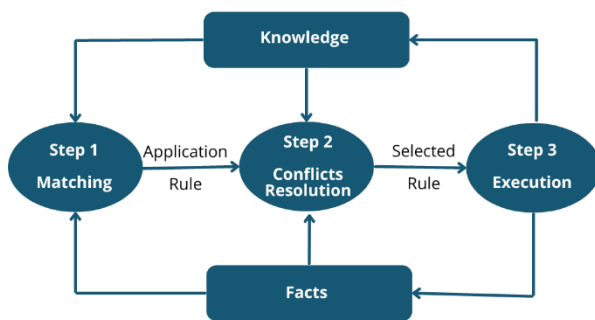 Knowledge
Step 1
Matching
Application
Rule
Step 2
Conflicts
Resolution
Selected
Rule
Step 3
Execution
Facts